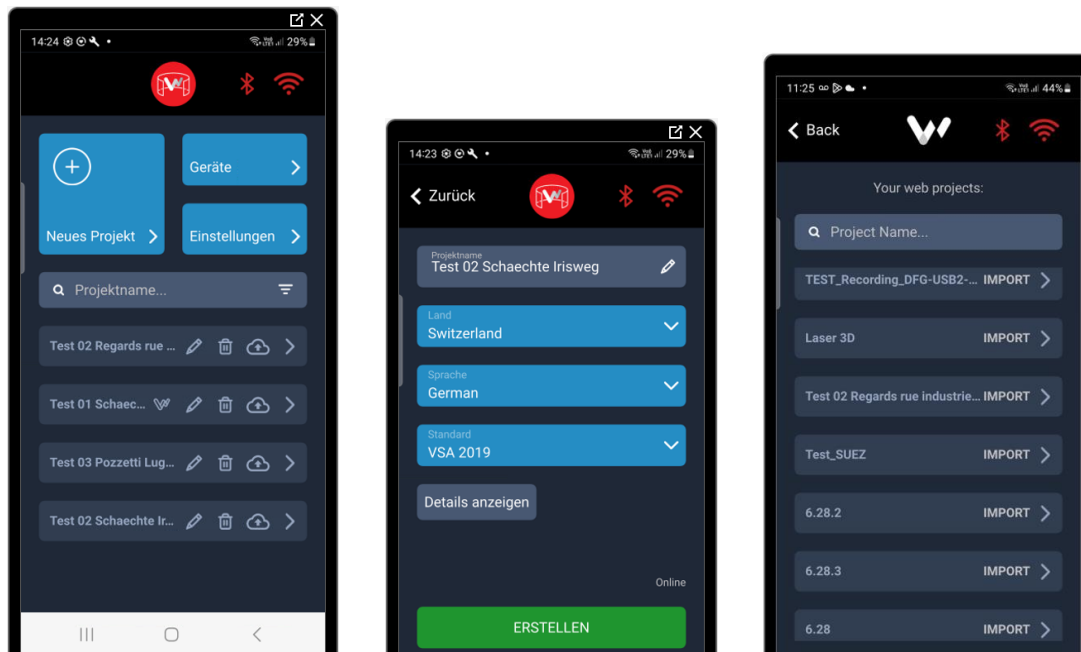 14:24
29%
Neues Projekt
Geräte
Einstellungen
Projektname...
Test 02 Regards rue ...
Test 01 Schaec...
Test 03 Pozzetti Lug...
Test 02 Schaechte Ir...
14:23
29%
Zurück
Projektname
Test 02 Schaechte Irisweg
Land
Switzerland
Sprache
German
Standard
VSA 2019
Details anzeigen
Online
ERSTELLEN
11:25
44%
Back
Your web projects:
Project Name...
TEST_Recording_DFG-USB2-... IMPORT
Laser 3D IMPORT
Test 02 Regards rue industrie... IMPORT
Test_SUEZ IMPORT
6.28.2 IMPORT
6.28.3 IMPORT
6.28 IMPORT